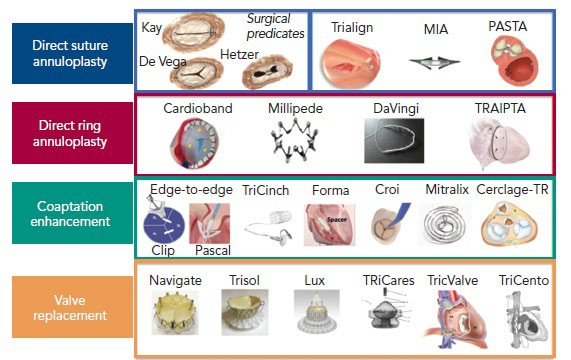 Direct suture
annuloplasty
Kay
Surgical
predicates
De Vega
Hetzer
Trialign
MIA
PASTA
Direct ring
annuloplasty
Cardioband
Millipede
DaVingi
TRAIPTA
Coaptation
enhancement
Edge-to-edge
Clip
Pascal
TriCinch
Forma
Spacer
Croi
Mitralix
Cerclage-TR
Valve
replacement
Navigate
Trisol
Lux
TRiCares
TricValve
TriCento